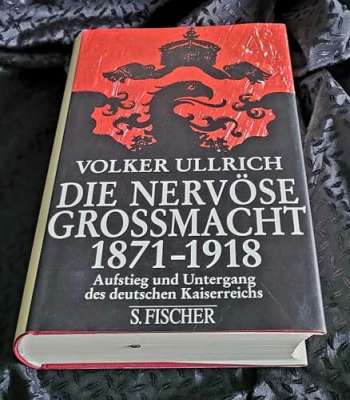 VOLKER ULLRICH
DIE NERVÖSE
GROSSMACHT
1871–1918
Aufstieg und Untergang
des deutschen Kaiserreichs
S. FISCHER